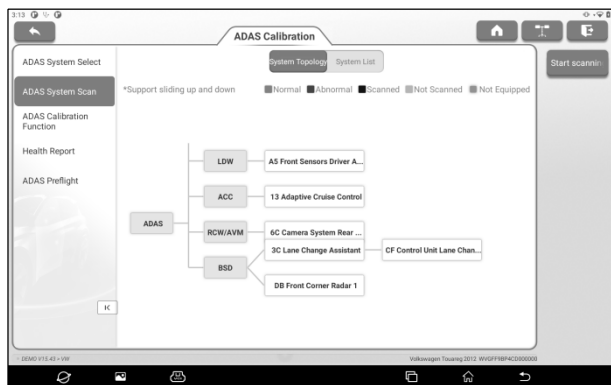 3:13
ADAS Calibration
ADAS System Select
ADAS System Scan
ADAS Calibration
Function
Health Report
ADAS Preflight
System Topology
System List
Start scannin
*Support sliding up and down
Normal
Abnormal
Scanned
Not Scanned
Not Equipped
LDW
A5 Front Sensors Driver A...
ACC
13 Adaptive Cruise Control
ADAS
RCW/AVM
6C Camera System Rear ...
3C Lane Change Assistant
CF Control Unit Lane Chan...
BSD
DB Front Corner Radar 1
DEMO V15.43 > VW
Volkswagen Touareg 2012